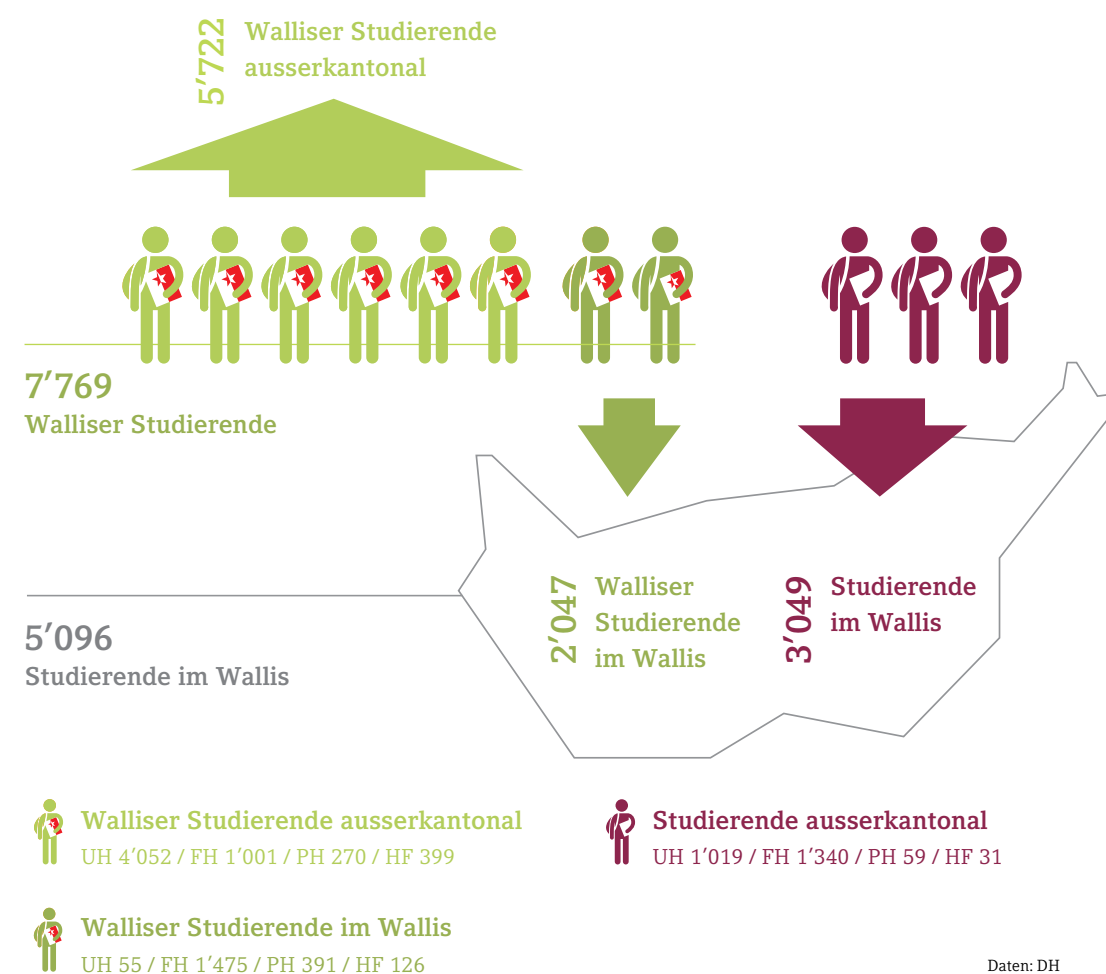 5’722
Walliser Studierende
ausserkantonal
7’769
Walliser Studierende
2’047
Walliser
Studierende
im Wallis
3’049
Studierende
im Wallis
5’096
Studierende im Wallis
Walliser Studierende ausserkantonal
UH 4’052 / FH 1’001 / PH 270 / HF 399
Studierende ausserkantonal
UH 1’019 / FH 1’340 / PH 59 / HF 31
Walliser Studierende im Wallis
UH 55 / FH 1’475 / PH 391 / HF 126
Daten: DH